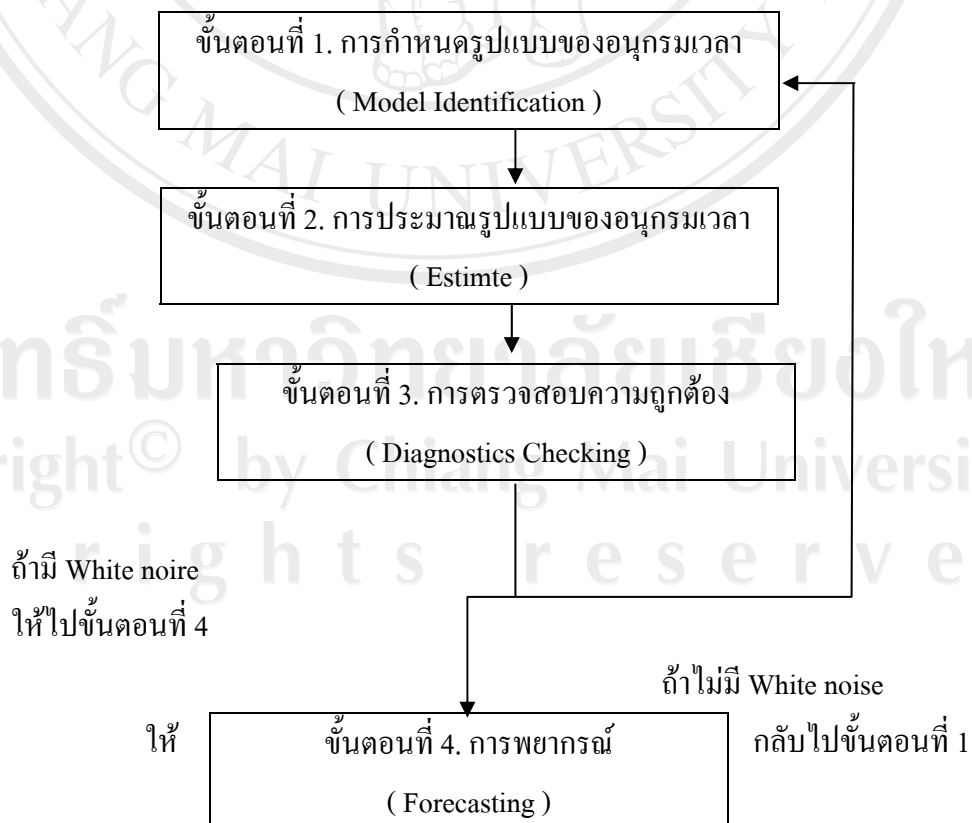 ขั้นตอนที่ 1. การกำหนดรูปแบบของอนุกรมเวลา
( Model Identification )
ขั้นตอนที่ 2. การประมาณรูปแบบของอนุกรมเวลา
( Estimte )
ขั้นตอนที่ 3. การตรวจสอบความถูกต้อง
( Diagnostics Checking )
ถ้ามี White noire
ให้ไปขั้นตอนที่ 4
ถ้าไม่มี White noise
ให้
ขั้นตอนที่ 4. การพยากรณ์
กลับไปขั้นตอนที่ 1
( Forecasting )
ANG MAI UNIVERSITY
by Chiang Mai
rights